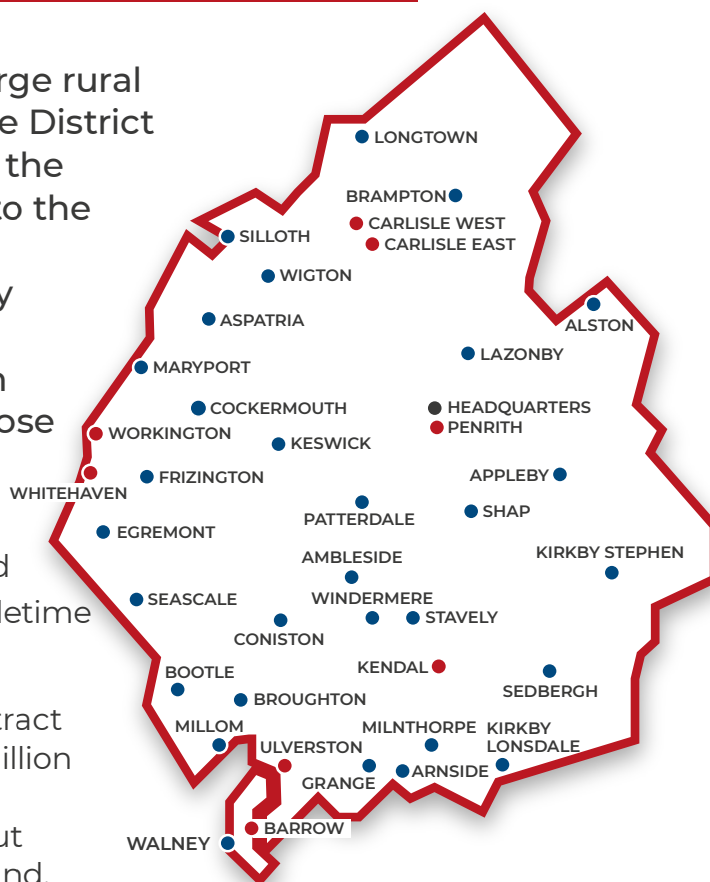 rge rural
e District
the
to the
y
n
ose
d
letime
tract
illion
ut
and.
LONGTOWN
BRAMPTON
CARLISLE WEST
CARLISLE EAST
SILLOTH
WIGTON
ALSTON
ASPATRIA
LAZONBY
MARYPORT
COCKERMOUTH
HEADQUARTERS
PENRITH
WORKINGTON
KESWICK
FRIZINGTON
APPLEBY
WHITEHAVEN
PATTERDALE
SHAP
EGREMONT
AMBLESIDE
KIRKBY STEPHEN
SEASCALE
WINDERMERE
STAVELY
CONISTON
KENDAL
BOOTLE
SEDBERGH
BROUGHTON
MILLOM
MILNTHORPE
KIRKBY
LONSDALE
ULVERSTON
GRANGE
ARNSIDE
BARROW
WALNEY